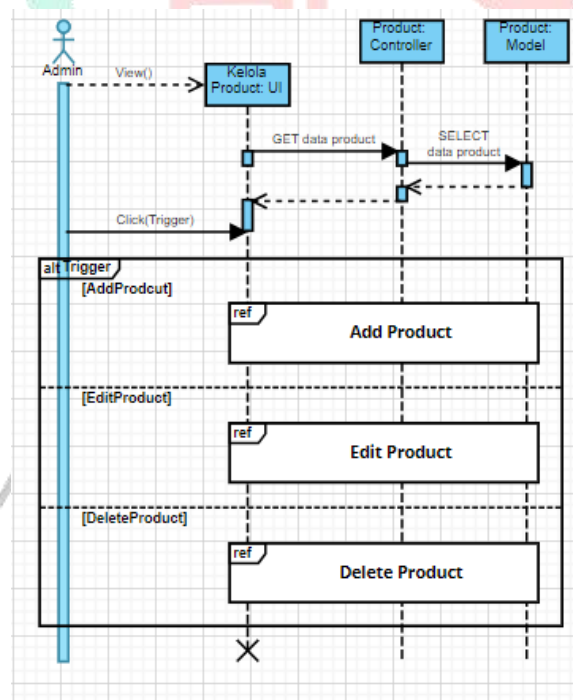 Product:
Controller
Product:
Model
Admin
View()
Kelola
Product: UI
GET data product
SELECT
data product
Click(Trigger)
alt Trigger
[AddProdcut]
ref
Add Product
[EditProduct]
ref
Edit Product
[DeleteProduct]
ref
Delete Product